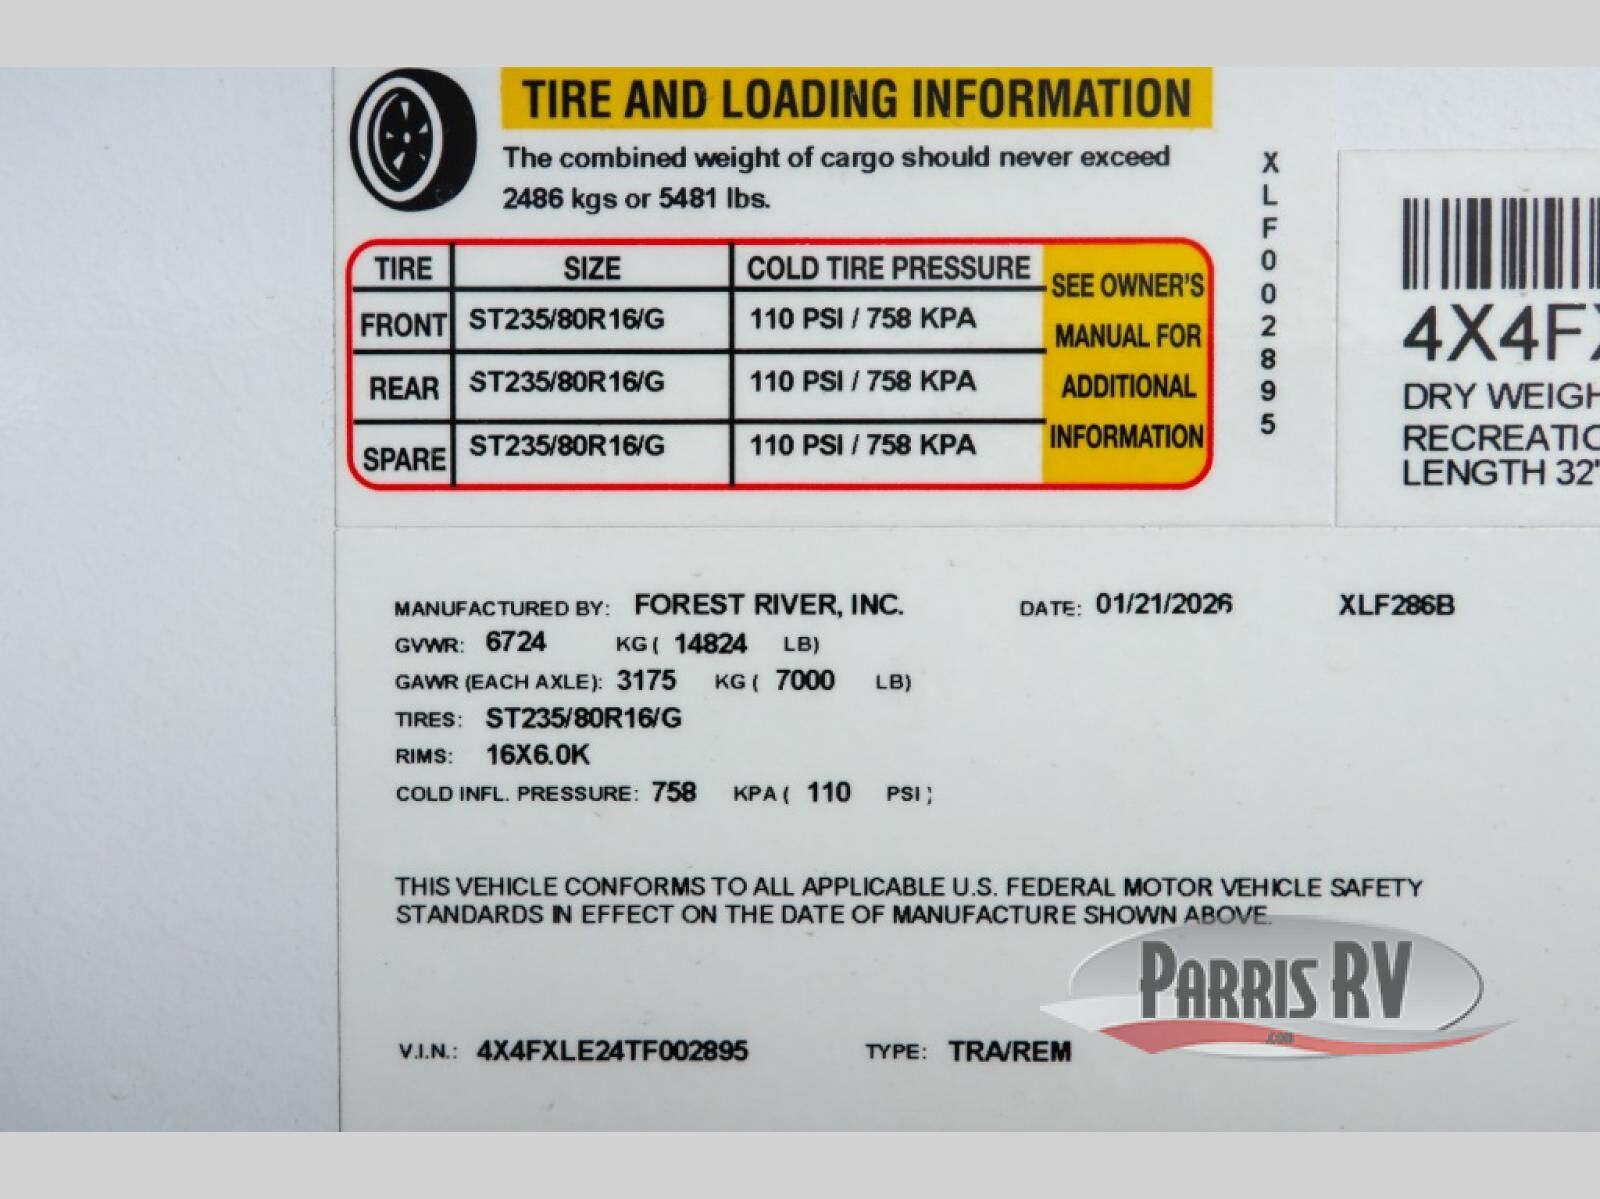 TIRE AND LOADING INFORMATION
The combined weight of cargo should never exceed
2486 kgs or 5481 lbs.
TIRE SIZE COLD TIRE PRESSURE
FRONT ST235/80R16/G 110 PSI / 758 KPA
REAR ST235/80R16/G 110 PSI / 758 KPA
SPARE ST235/80R16/G 110 PSI / 758 KPA
SEE OWNER'S
MANUAL FOR
ADDITIONAL
INFORMATION
XLF002895
4X4F
DRY WEIGH
RECREATIO
LENGTH 32'
MANUFACTURED BY: FOREST RIVER, INC. DATE: 01/21/2026 XLF286B
GVWR: 6724 KG ( 14824 LB)
GAWR (EACH AXLE): 3175 KG ( 7000 LB)
TIRES: ST235/80R16/G
RIMS: 16X6.0K
COLD INFL. PRESSURE: 758 KPA ( 110 PSI )
THIS VEHICLE CONFORMS TO ALL APPLICABLE U.S. FEDERAL MOTOR VEHICLE SAFETY
STANDARDS IN EFFECT ON THE DATE OF MANUFACTURE SHOWN ABOVE.
PARRIS RV
.com
V.I.N.: 4X4FXLE24TF002895 TYPE: TRA/REM